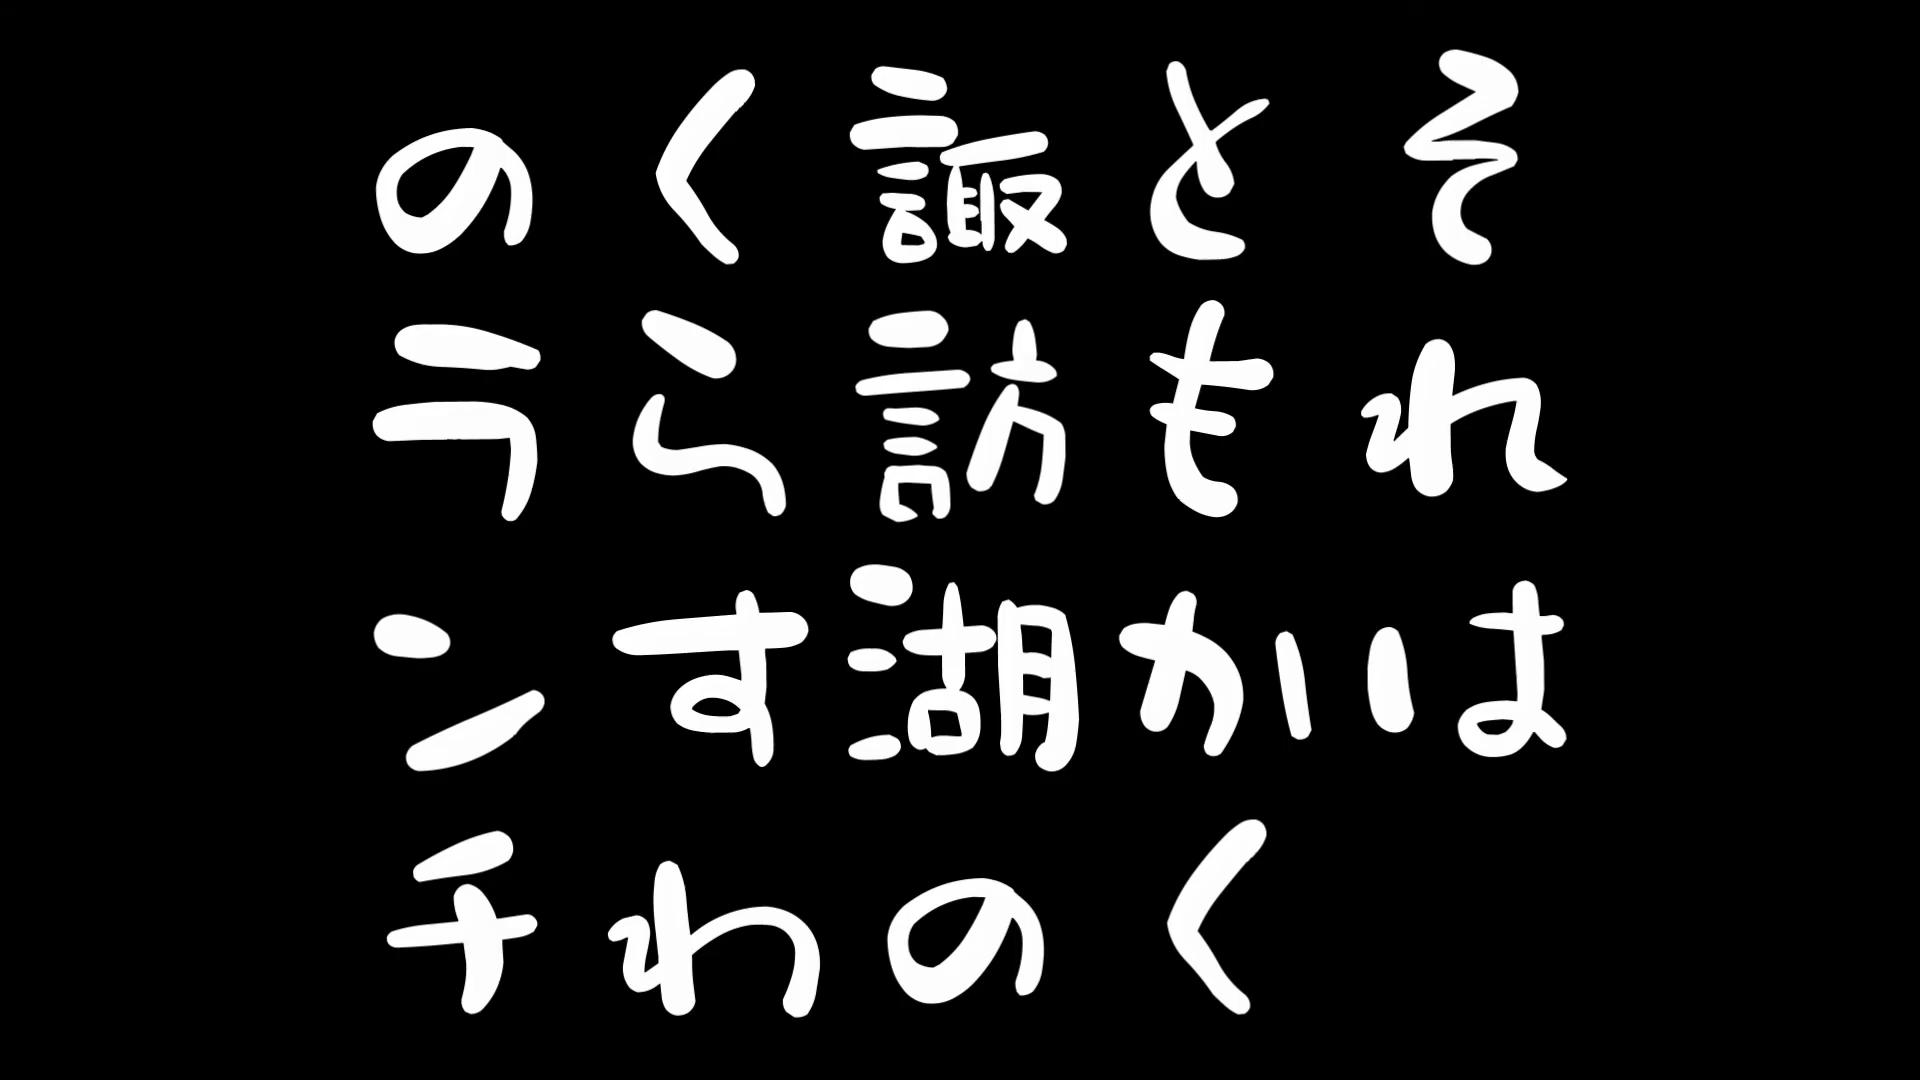 それは
ともかく
諏訪湖の
くらすわ
のランチ